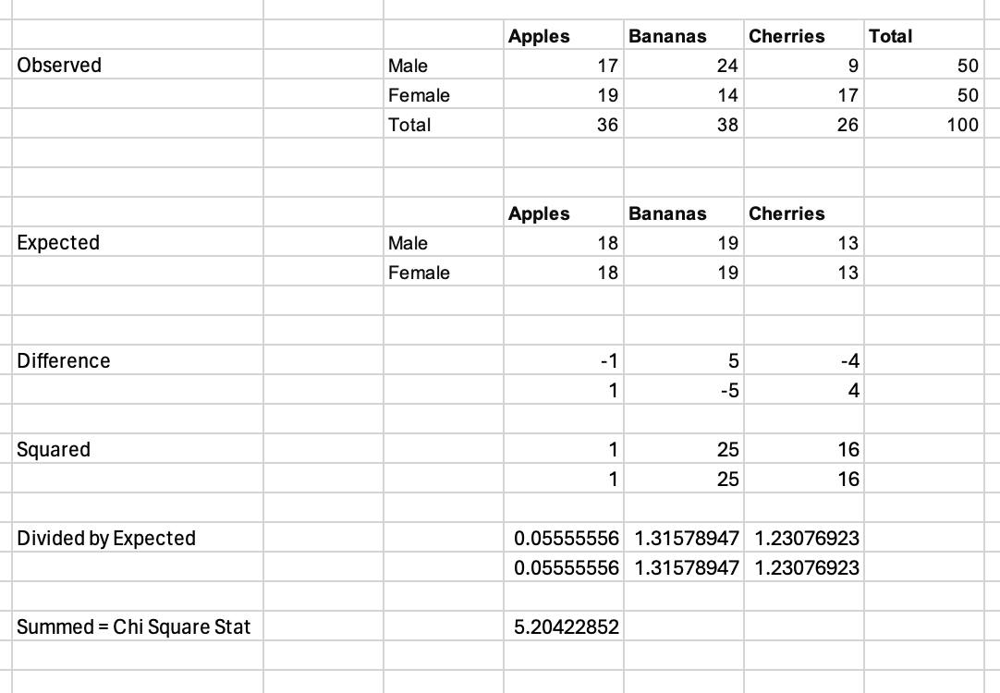 Apples Bananas Cherries Total
Observed Male 17 24 9 50
Female 19 14 17 50
Total 36 38 26 100
Apples Bananas Cherries
Expected Male 18 19 13
Female 18 19 13
Difference -1 5 -4
1 -5 4
Squared 1 25 16
1 25 16
Divided by Expected 0.05555556 1.31578947 1.23076923
0.05555556 1.31578947 1.23076923
Summed = Chi Square Stat 5.20422852